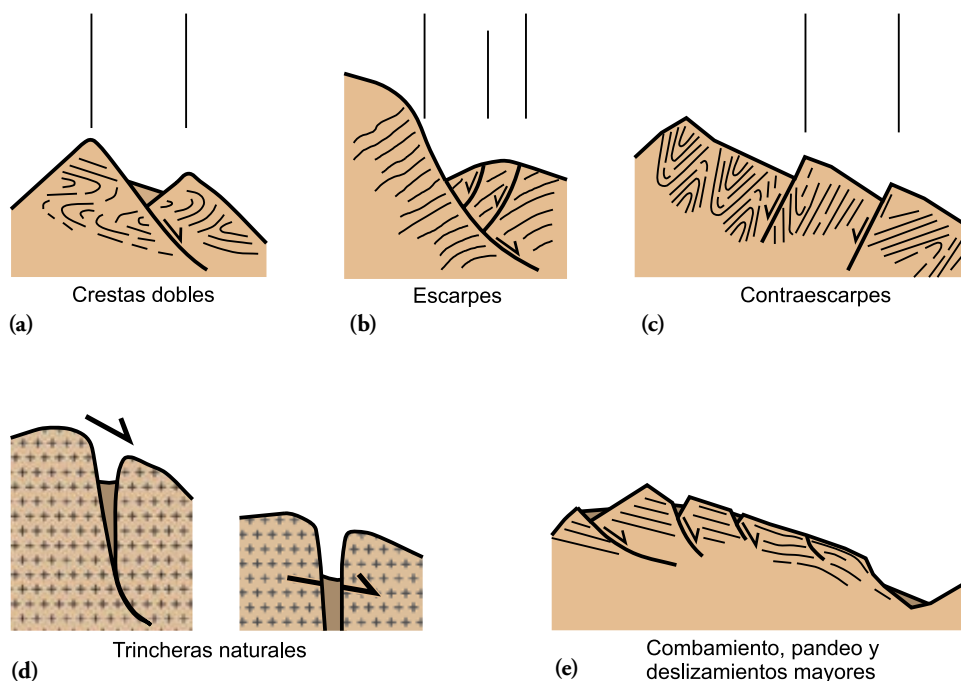 Crestas dobles
(a)
Escarpes
(b)
Contraescarpes
(c)
Trincheras naturales
(d)
Combamiento, pandeo y
deslizamientos mayores
(e)